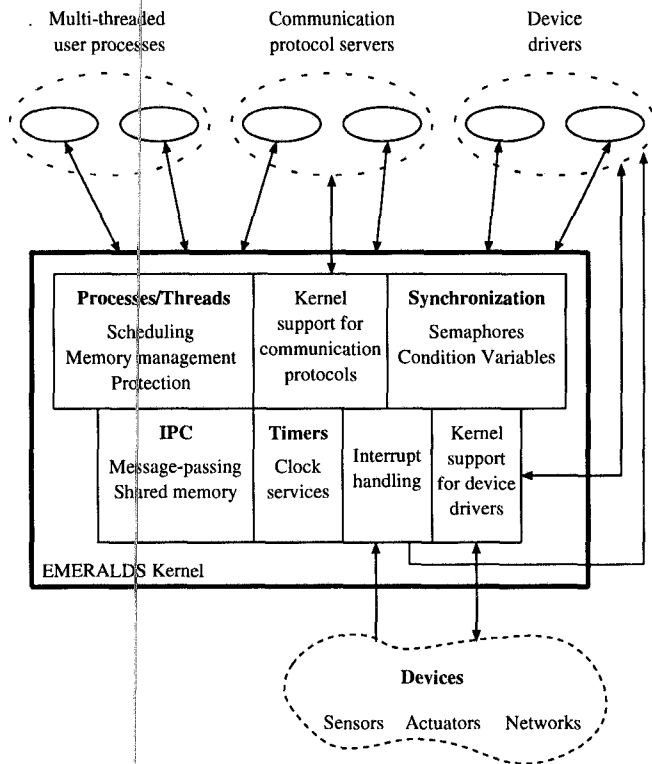 Multi-threaded
user processes
Communication
protocol servers
Device
drivers
Processes/Threads
Scheduling
Memory management
Protection
Kernel
support for
communication
protocols
Synchronization
Semaphores
Condition Variables
IPC
Message-passing
Shared memory
Timers
Clock
services
Interrupt
handling
Kernel
support
for device
drivers
EMERALDS Kernel
Devices
Sensors Actuators Networks